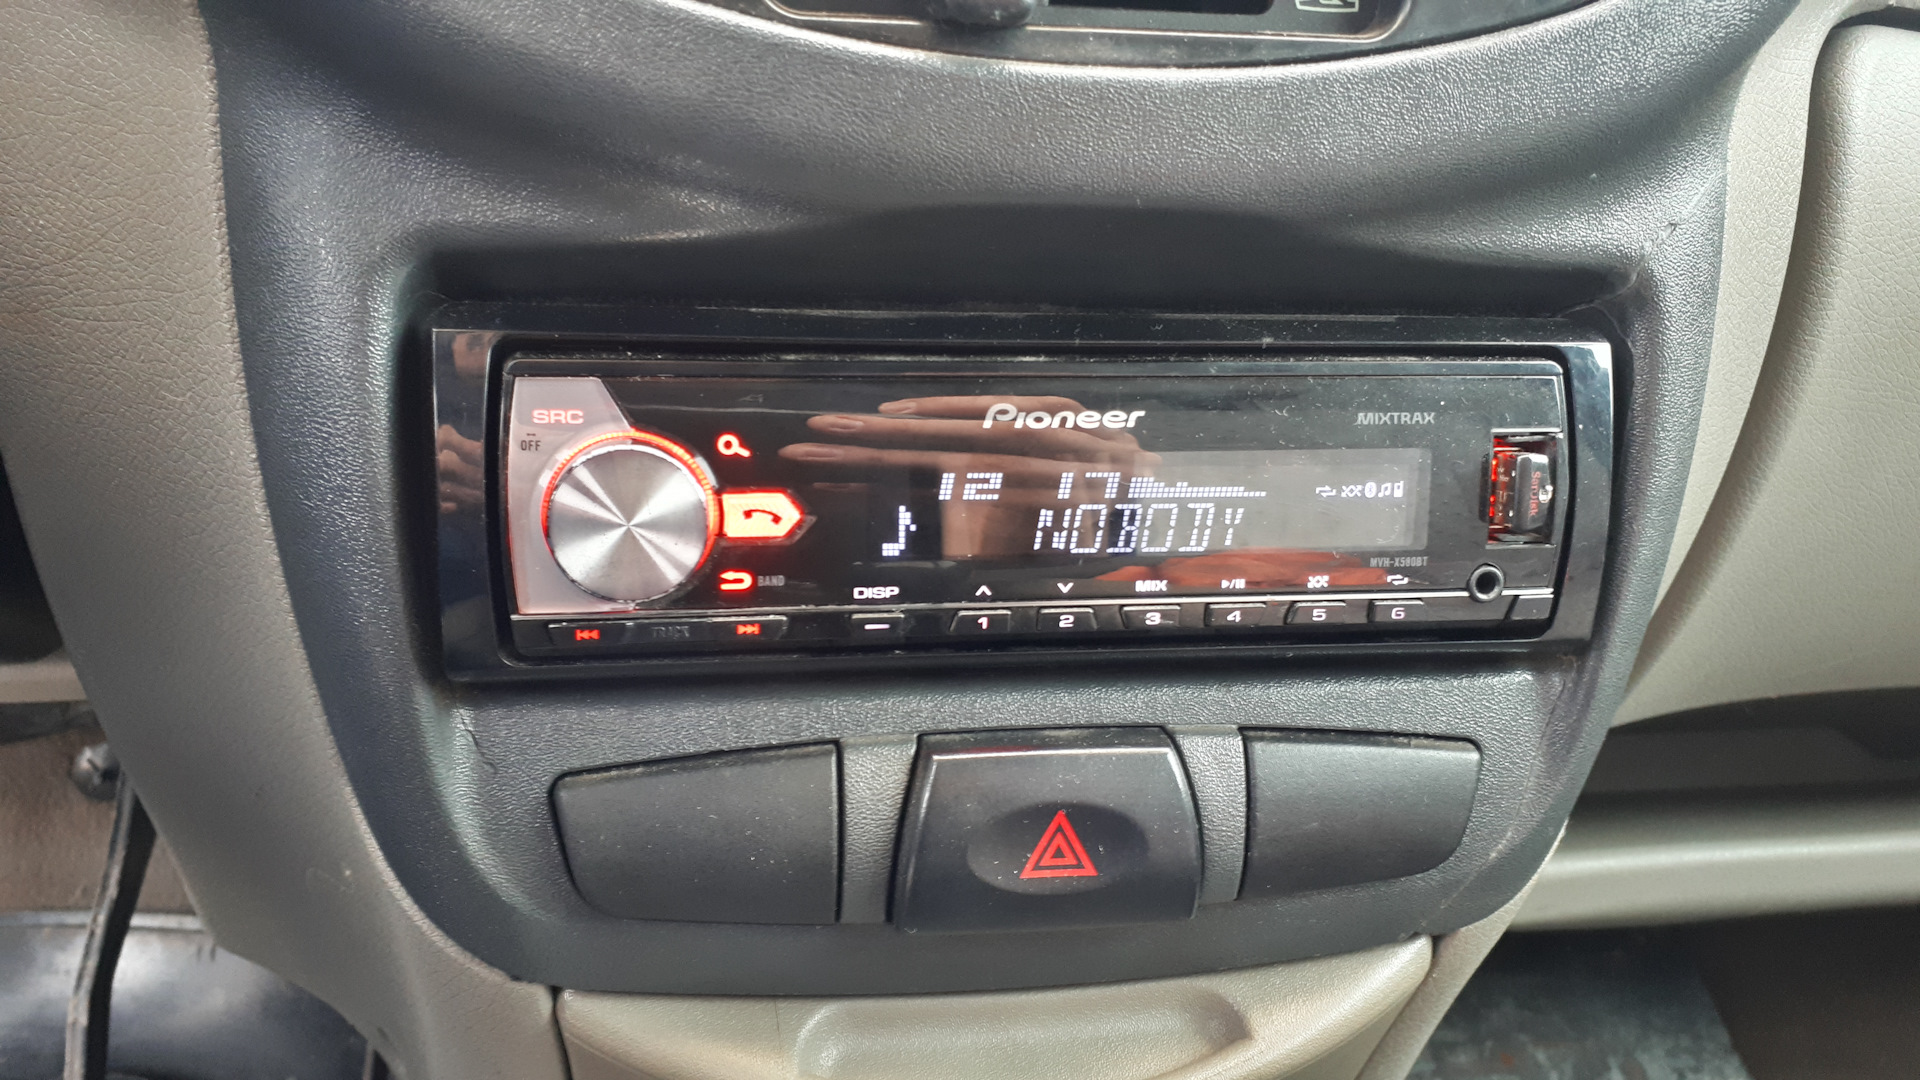 SRC
OFF
Pioneer
MIXTRAX
12 17
NOBODY
MVH-X580BT
BAND
DISP
MIX
TRACK
1 2 3 4 5 6